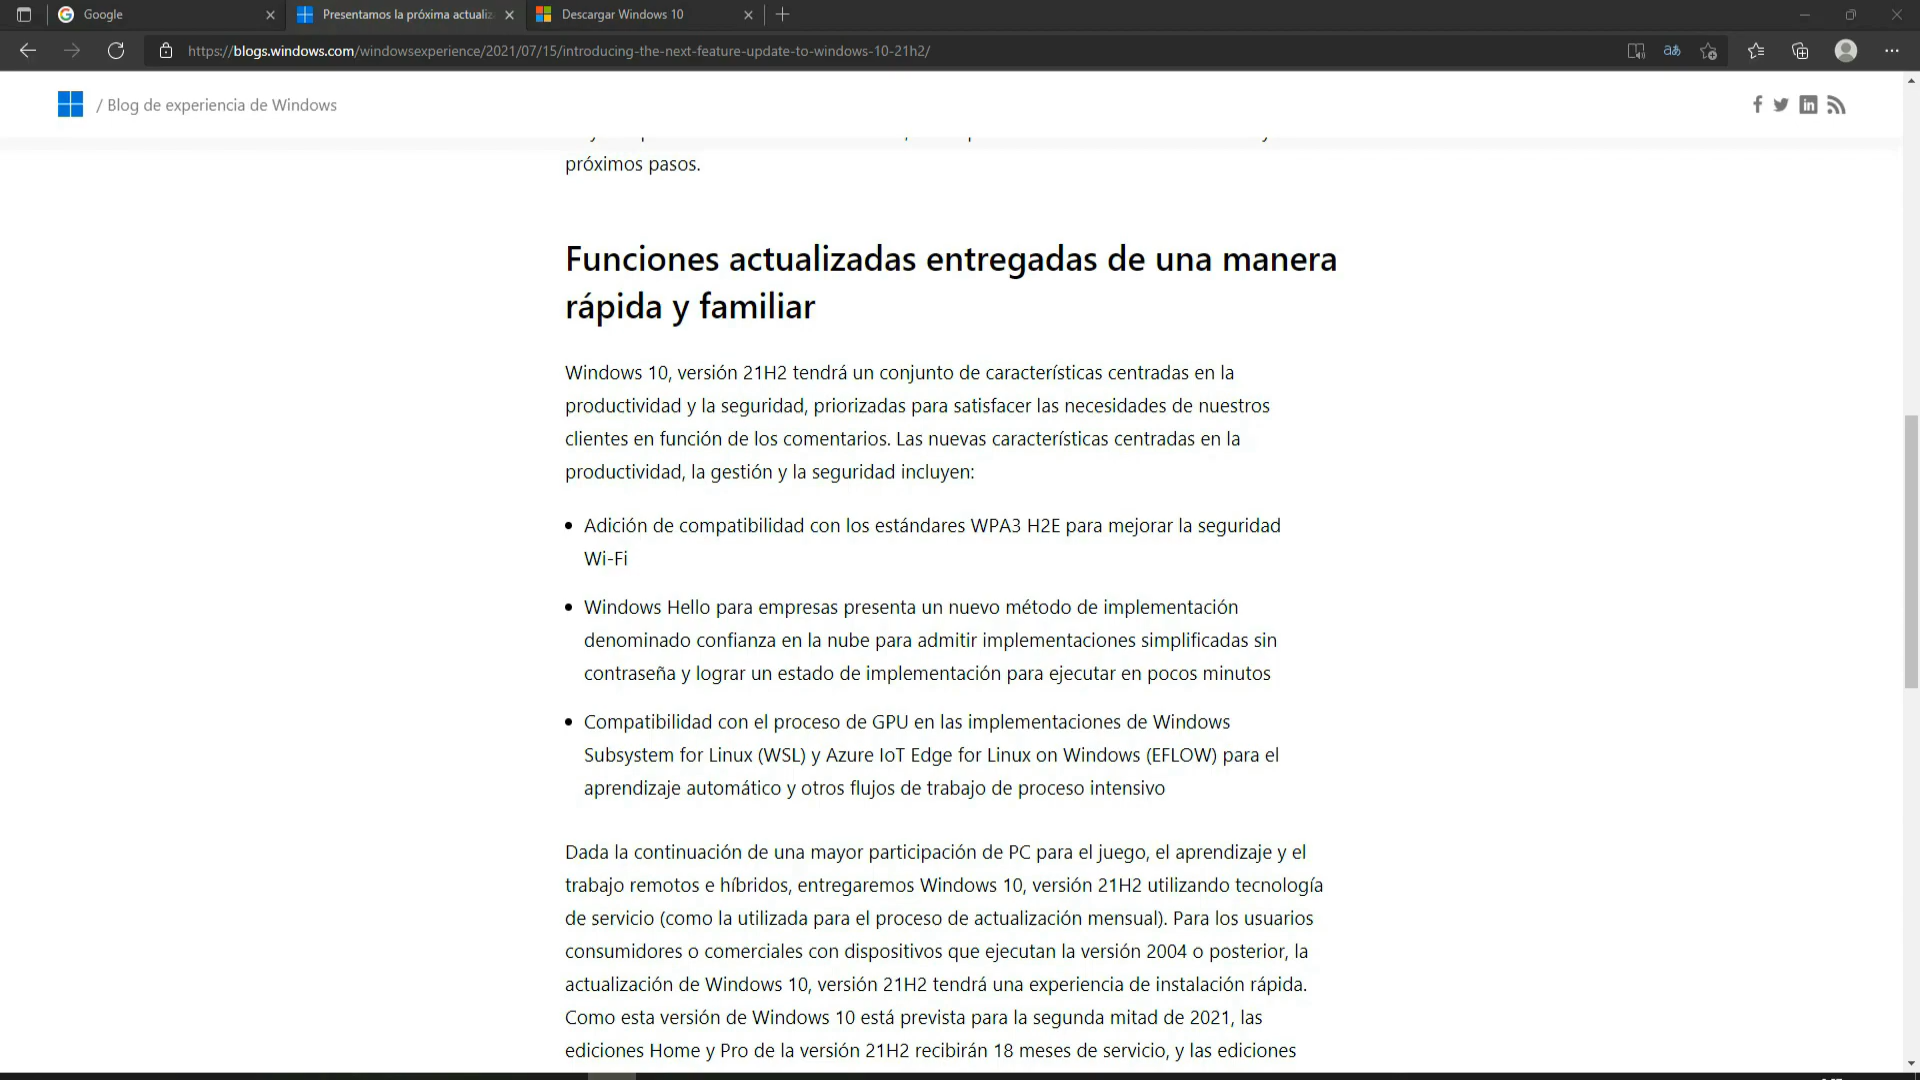 Google
Presentamos la próxima actualiz
Descargar Windows 10
https://blogs.windows.com/windowsexperience/2021/07/15/introducing-the-next-feature-update-to-windows-10-21h2/
/ Blog de experiencia de Windows
próximos pasos.
Funciones actualizadas entregadas de una manera
rápida y familiar
Windows 10, versión 21H2 tendrá un conjunto de características centradas en la
productividad y la seguridad, priorizadas para satisfacer las necesidades de nuestros
clientes en función de los comentarios. Las nuevas características centradas en la
productividad, la gestión y la seguridad incluyen:
• Adición de compatibilidad con los estándares WPA3 H2E para mejorar la seguridad
Wi-Fi
• Windows Hello para empresas presenta un nuevo método de implementación
denominado confianza en la nube para admitir implementaciones simplificadas sin
contraseña y lograr un estado de implementación para ejecutar en pocos minutos
• Compatibilidad con el proceso de GPU en las implementaciones de Windows
Subsystem for Linux (WSL) y Azure IoT Edge for Linux on Windows (EFLOW) para el
aprendizaje automático y otros flujos de trabajo de proceso intensivo
Dada la continuación de una mayor participación de PC para el juego, el aprendizaje y el
trabajo remotos e híbridos, entregaremos Windows 10, versión 21H2 utilizando tecnología
de servicio (como la utilizada para el proceso de actualización mensual). Para los usuarios
consumidores o comerciales con dispositivos que ejecutan la versión 2004 o posterior, la
actualización de Windows 10, versión 21H2 tendrá una experiencia de instalación rápida.
Como esta versión de Windows 10 está prevista para la segunda mitad de 2021, las
ediciones Home y Pro de la versión 21H2 recibirán 18 meses de servicio, y las ediciones